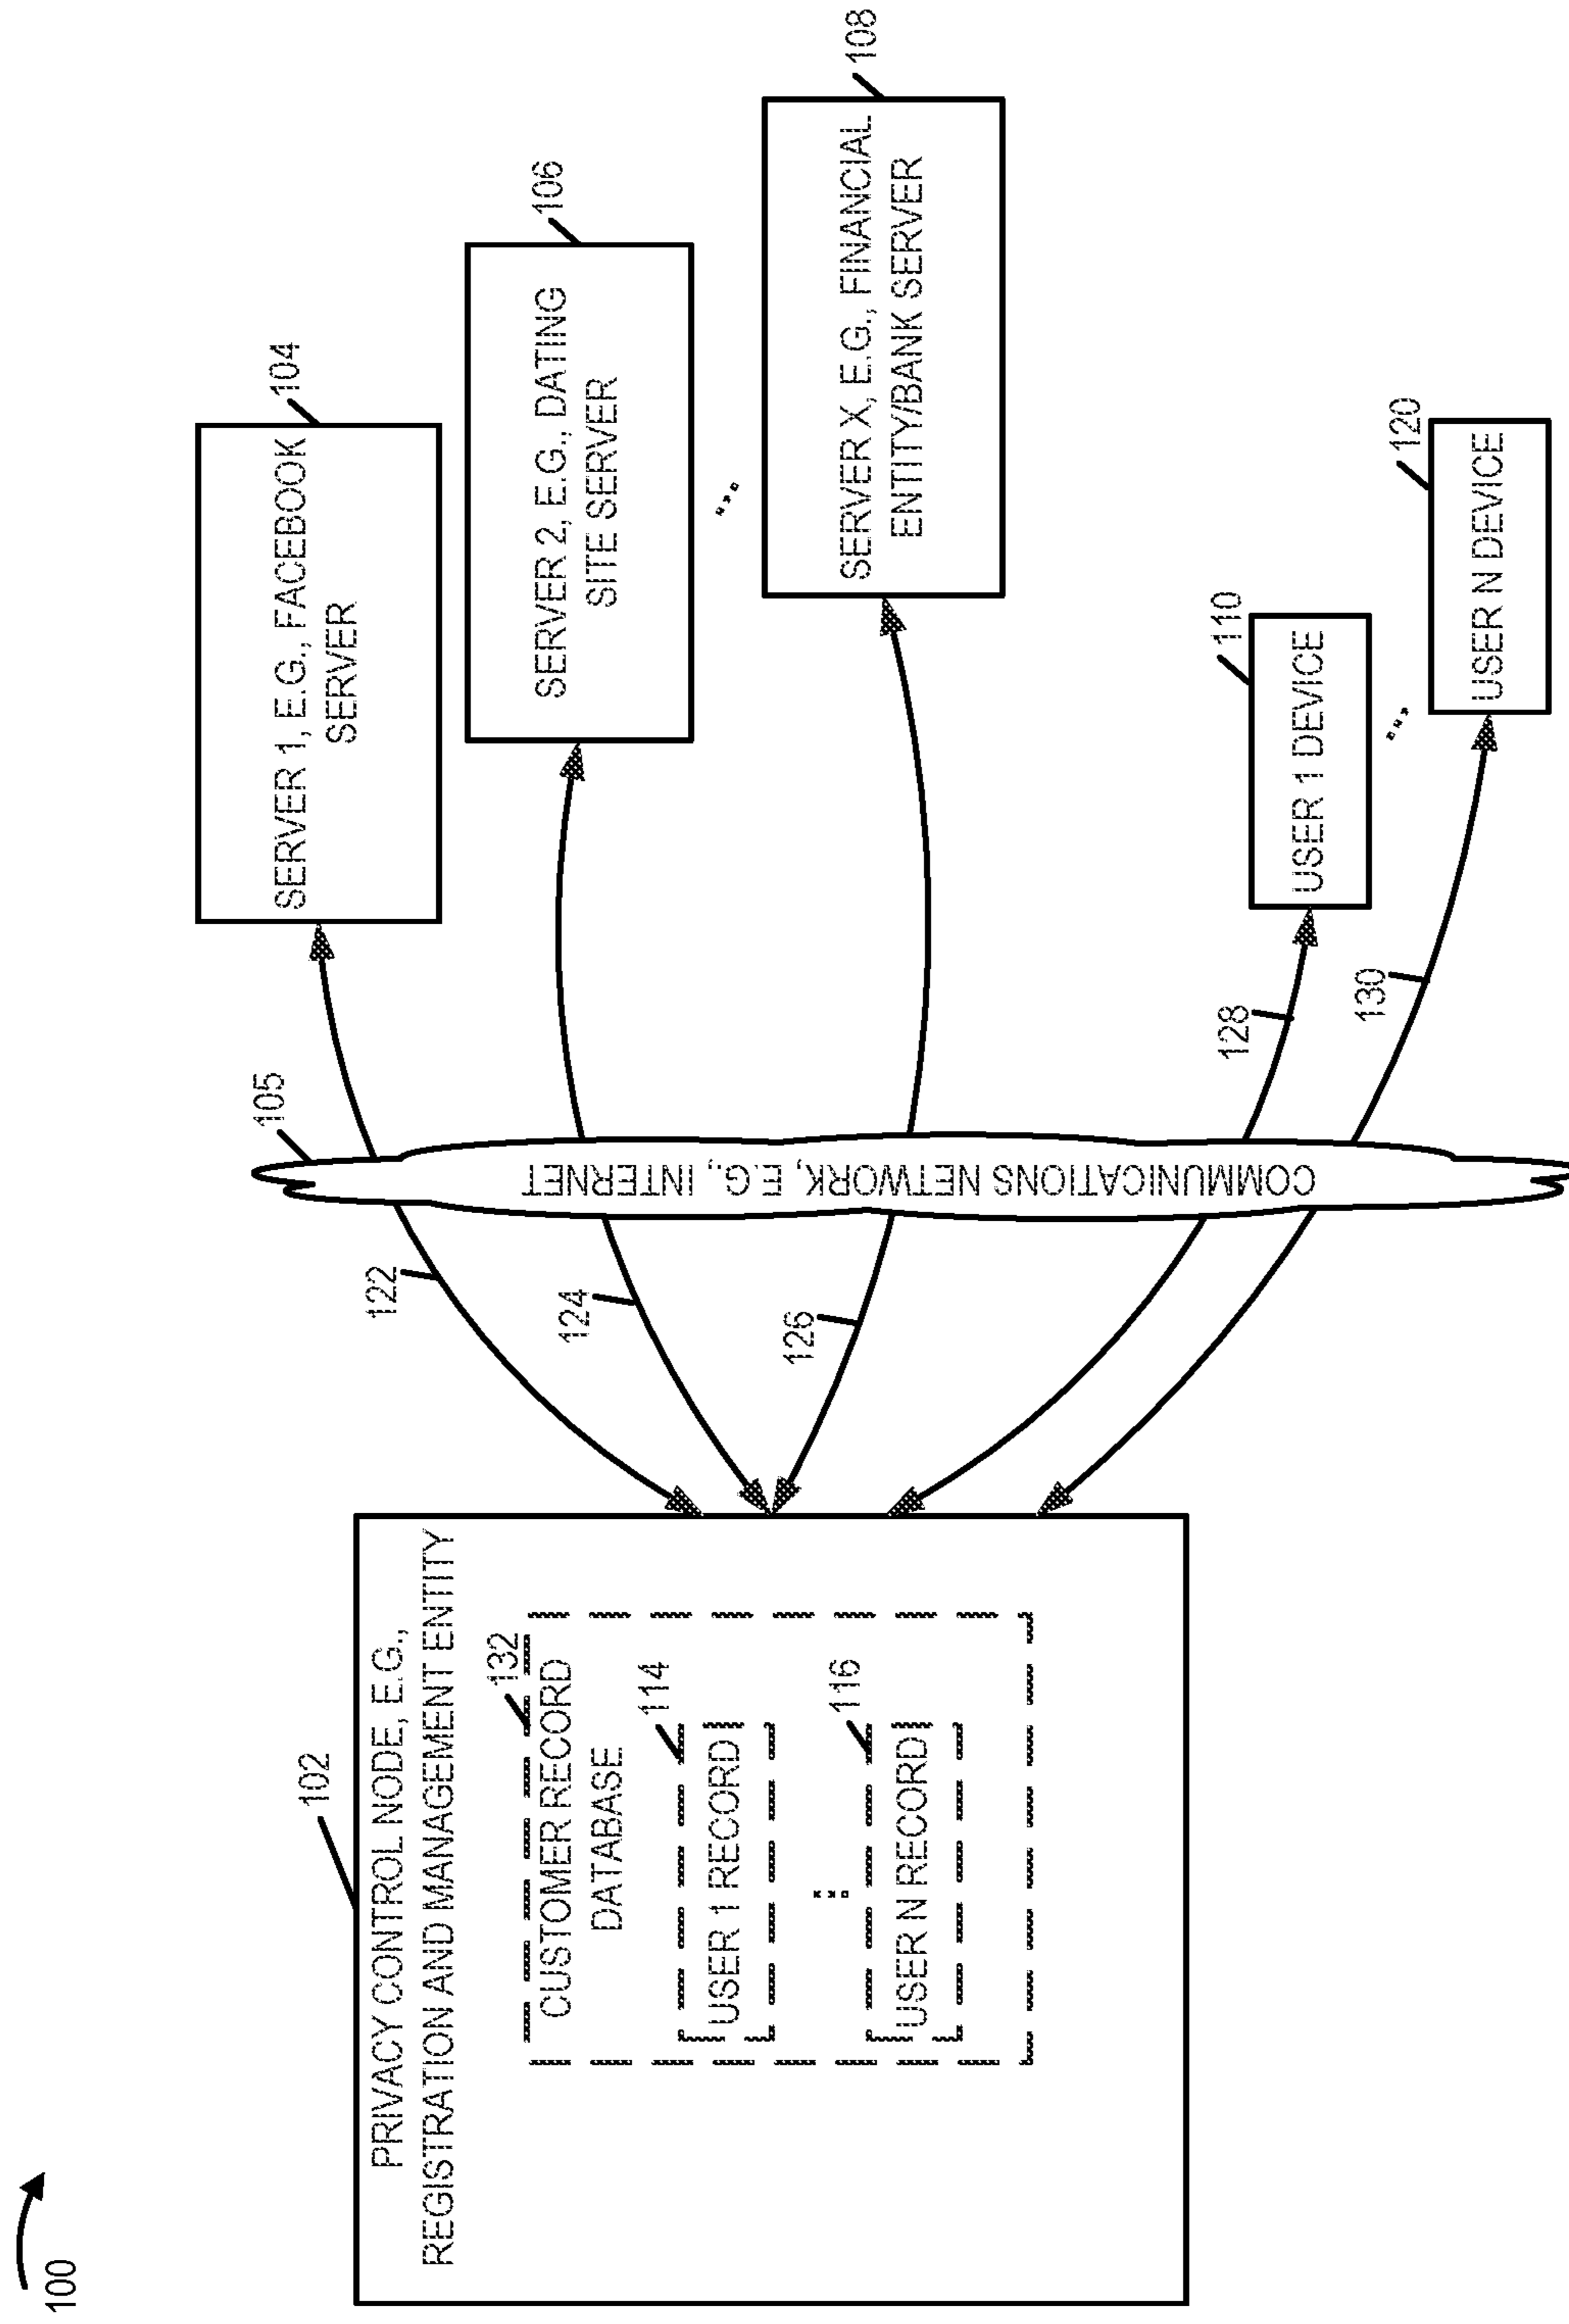 100
102
PRIVACY CONTROL NODE, E.G.,
REGISTRATION AND MANAGEMENT ENTITY
132
CUSTOMER RECORD
DATABASE
114
USER 1 RECORD
116
USER N RECORD
122
124
126
128
130
105
COMMUNICATIONS NETWORK, E.G., INTERNET
104
SERVER 1, E.G., FACEBOOK
SERVER
106
SERVER 2, E.G., DATING
SITE SERVER
108
SERVER X, E.G., FINANCIAL
ENTITY/BANK SERVER
110
USER 1 DEVICE
120
USER N DEVICE